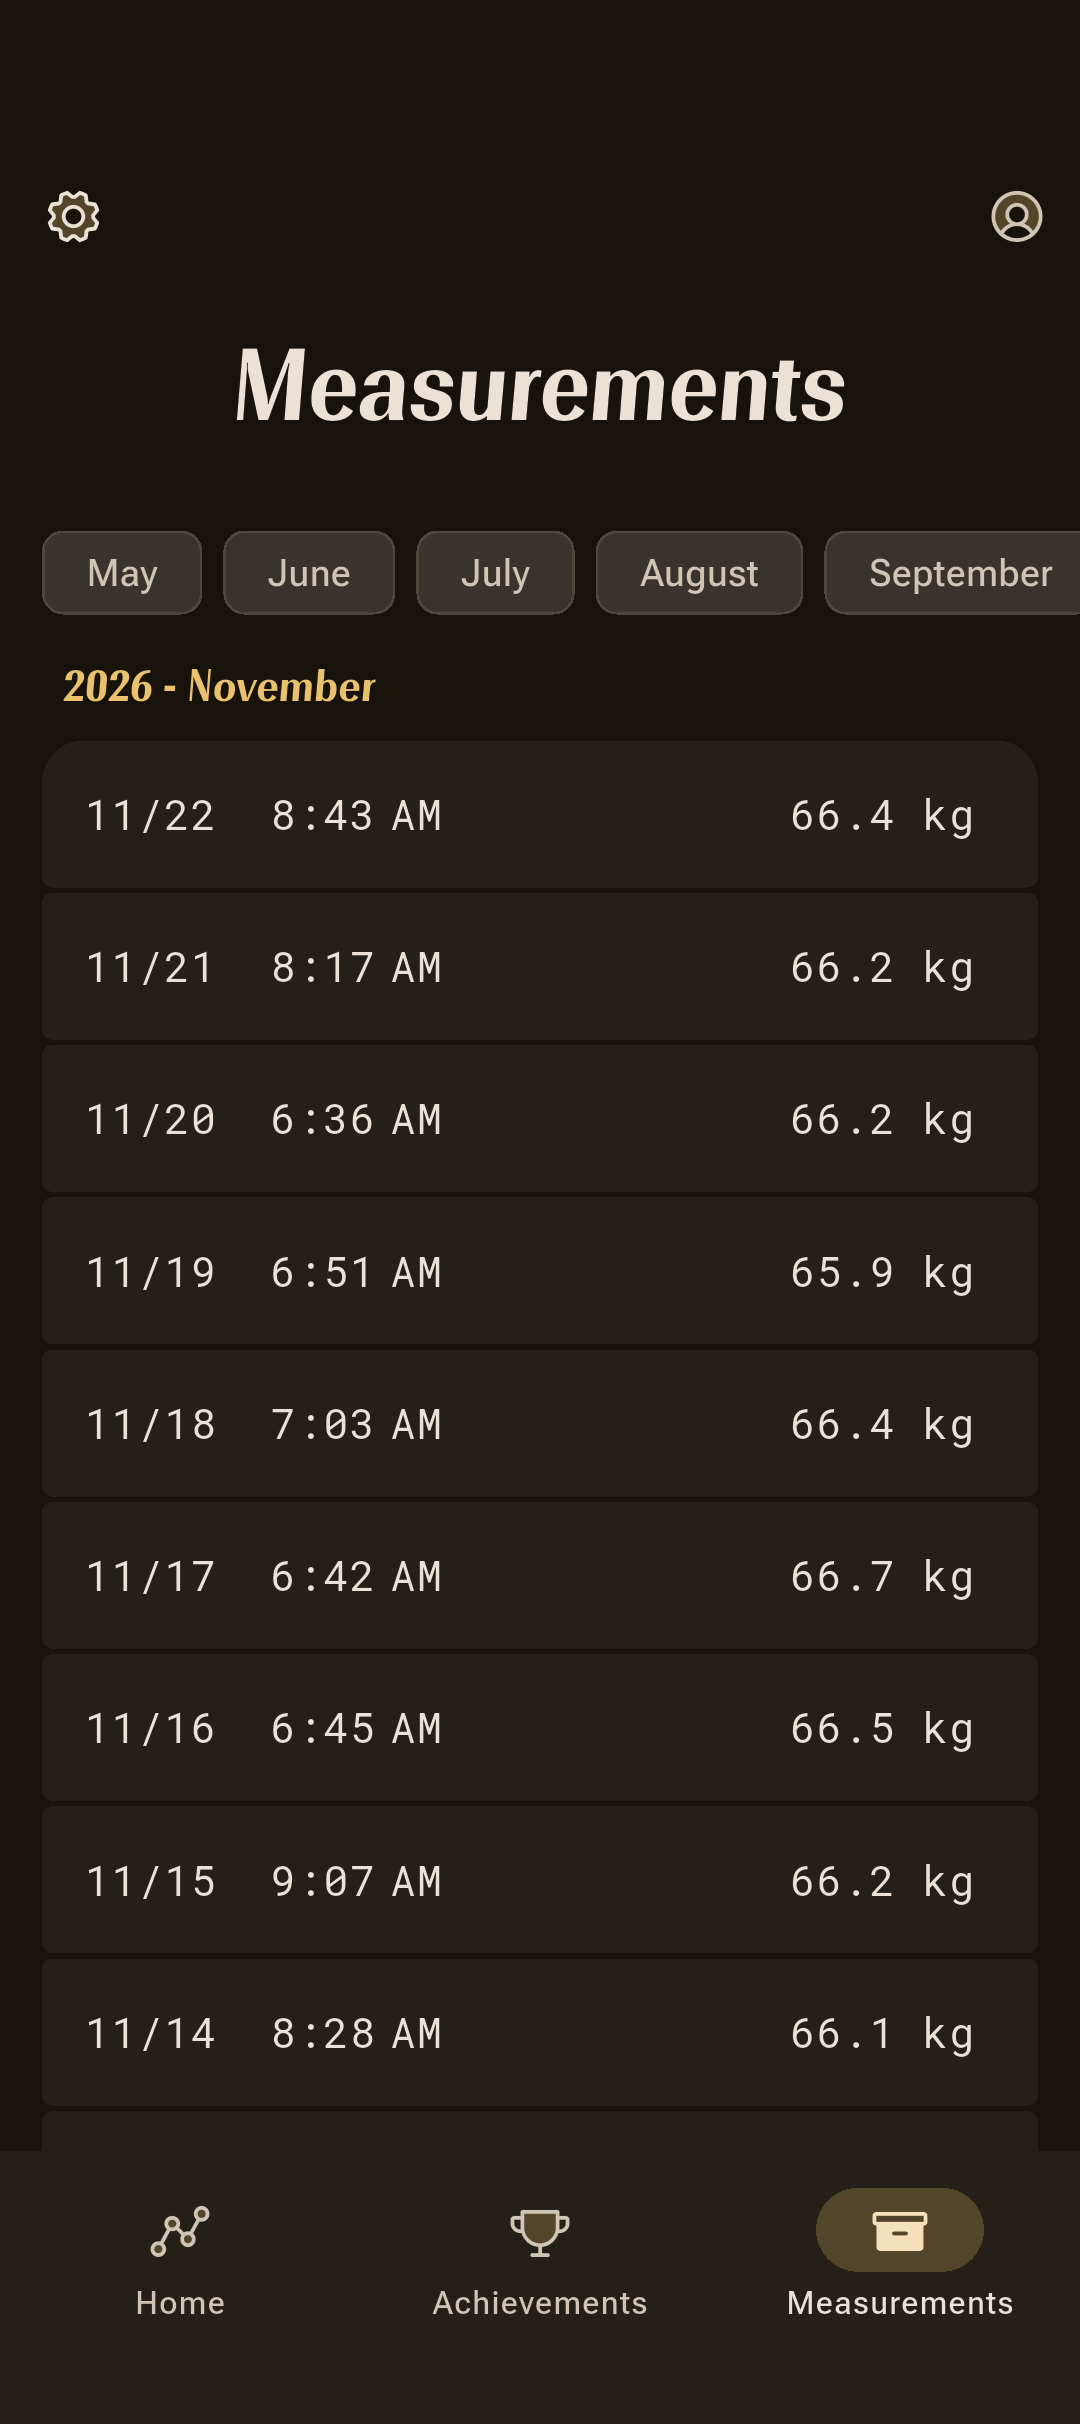 Measurements
May June July August September
2026 - November
11/22 8:43 AM 66.4 kg
11/21 8:17 AM 66.2 kg
11/20 6:36 AM 66.2 kg
11/19 6:51 AM 65.9 kg
11/18 7:03 AM 66.4 kg
11/17 6:42 AM 66.7 kg
11/16 6:45 AM 66.5 kg
11/15 9:07 AM 66.2 kg
11/14 8:28 AM 66.1 kg
Home Achievements Measurements